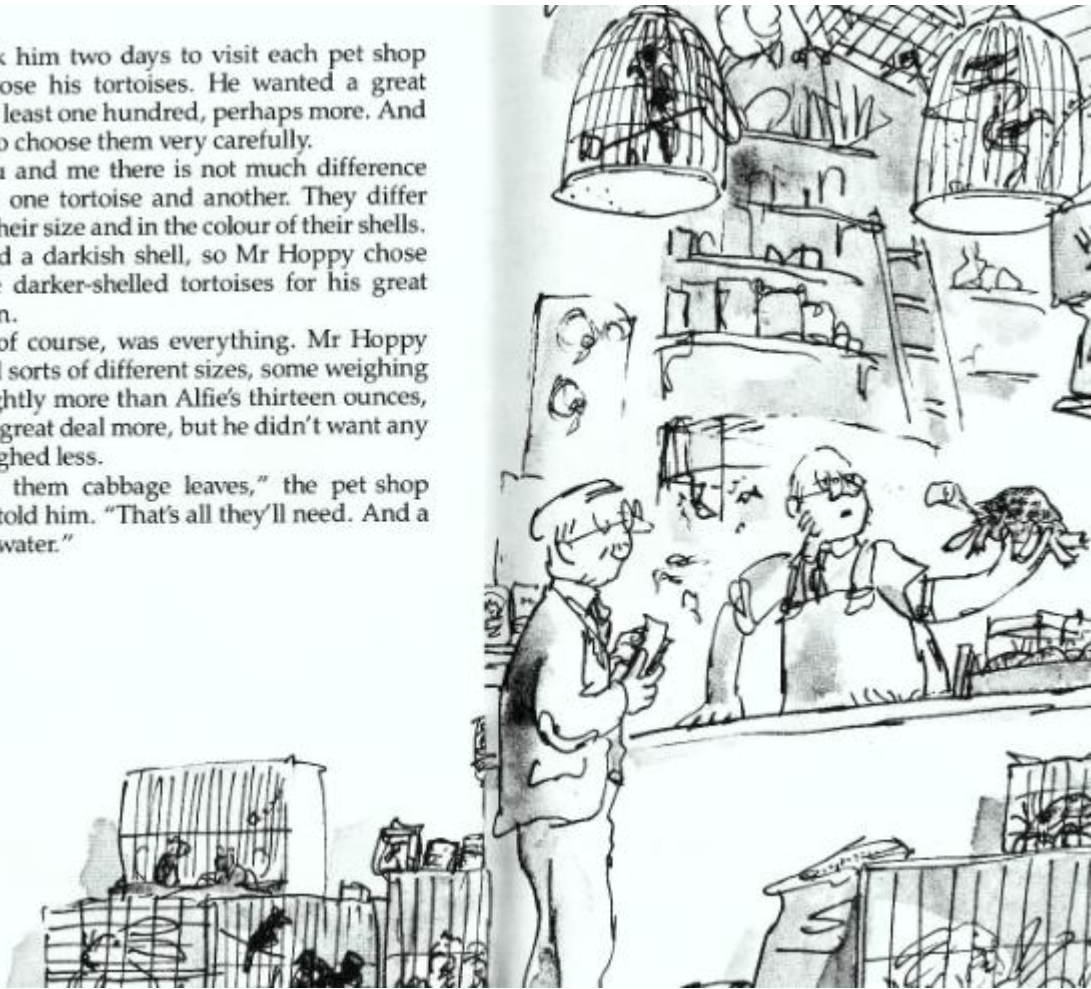 him two days to visit each pet shop
his tortoises. He wanted a great
least one hundred, perhaps more. And
choose them very carefully.
and me there is not much difference
one tortoise and another. They differ
their size and in the colour of their shells.
a darkish shell, so Mr Hoppy chose
darker-shelled tortoises for his great
of course, was everything. Mr Hoppy
sorts of different sizes, some weighing
more than Alfie's thirteen ounces,
great deal more, but he didn't want any
less.
them cabbage leaves," the pet shop
told him. "That's all they'll need. And a
water."